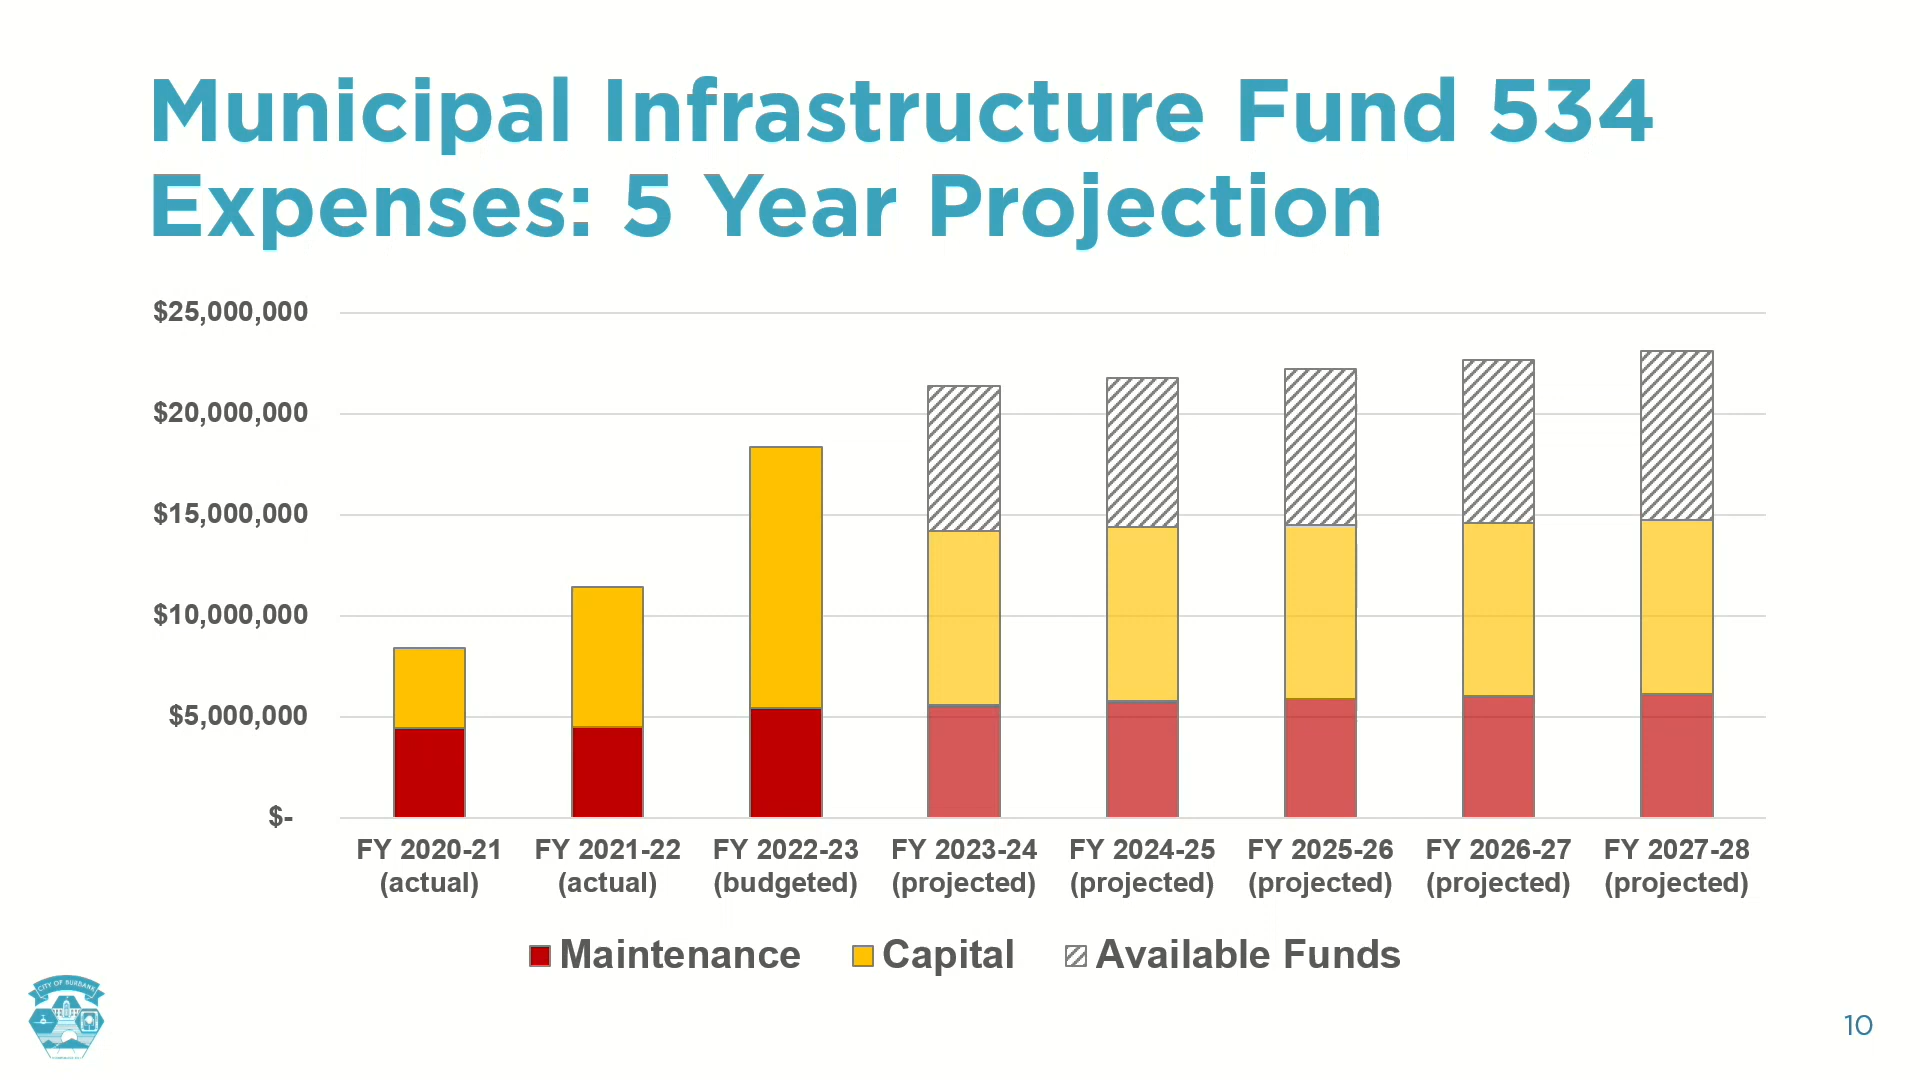 Municipal Infrastructure Fund 534
Expenses: 5 Year Projection
$25,000,000
$20,000,000
$15,000,000
$10,000,000
$5,000,000
$-
FY 2020-21
(actual)
FY 2021-22
(actual)
FY 2022-23
(budgeted)
FY 2023-24
(projected)
FY 2024-25
(projected)
FY 2025-26
(projected)
FY 2026-27
(projected)
FY 2027-28
(projected)
Maintenance
Capital
Available Funds
CITY OF BURBANK
10